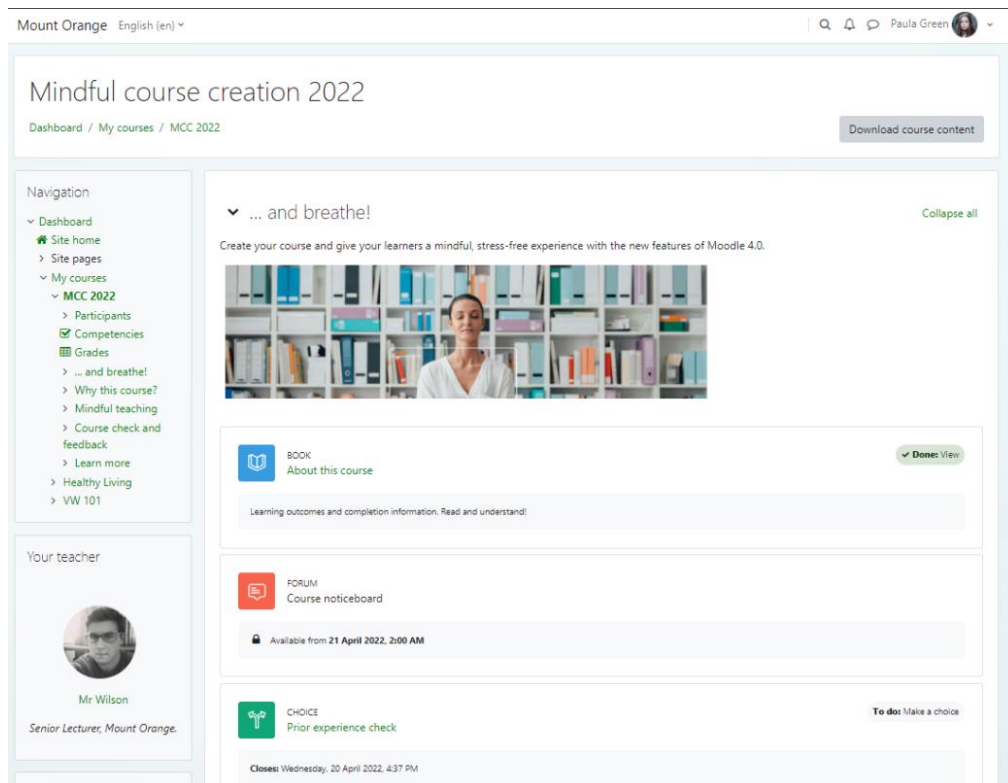 Mount Orange English (en)
Paula Green
Mindful course creation 2022
Dashboard / My courses / MCC 2022
Download course content
Navigation
Dashboard
Site home
Site pages
My courses
MCC 2022
Participants
Competencies
Grades
... and breathe!
Why this course?
Mindful teaching
Course check and
feedback
Learn more
Healthy Living
VW 101
Your teacher
Mr Wilson
Senior Lecturer, Mount Orange.
... and breathe!
Collapse all
Create your course and give your learners a mindful, stress-free experience with the new features of Moodle 4.0.
BOOK
About this course
Done: View
Learning outcomes and completion information. Read and understand!
FORUM
Course noticeboard
Available from 21 April 2022, 2:00 AM
CHOICE
Prior experience check
To do: Make a choice
Closes: Wednesday, 20 April 2022, 4:37 PM